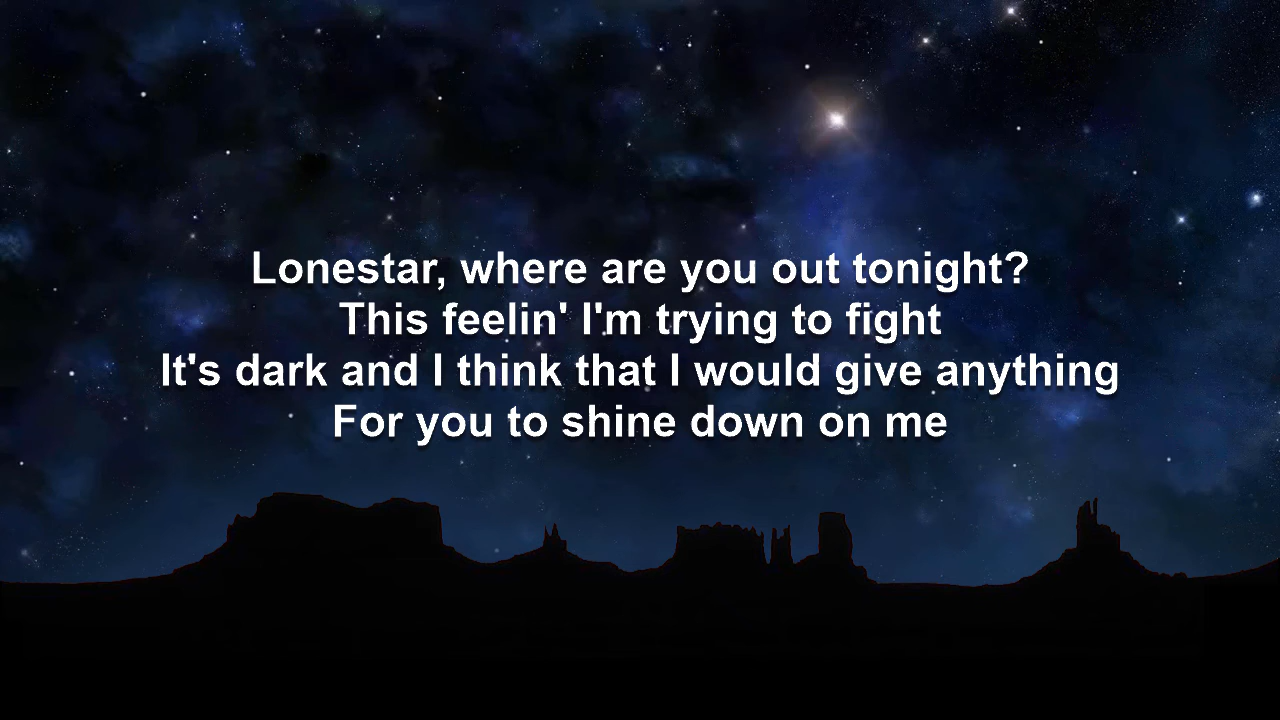 Lonestar, where are you out tonight?
This feelin' I'm trying to fight
It's dark and I think that I would give anything
For you to shine down on me